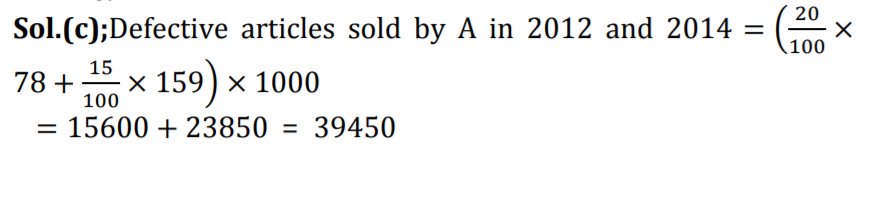 Sol.(c);Defective articles sold by A in 2012 and 2014 = (20/100 ×
78 + 15/100 × 159) × 1000
= 15600 + 23850 = 39450